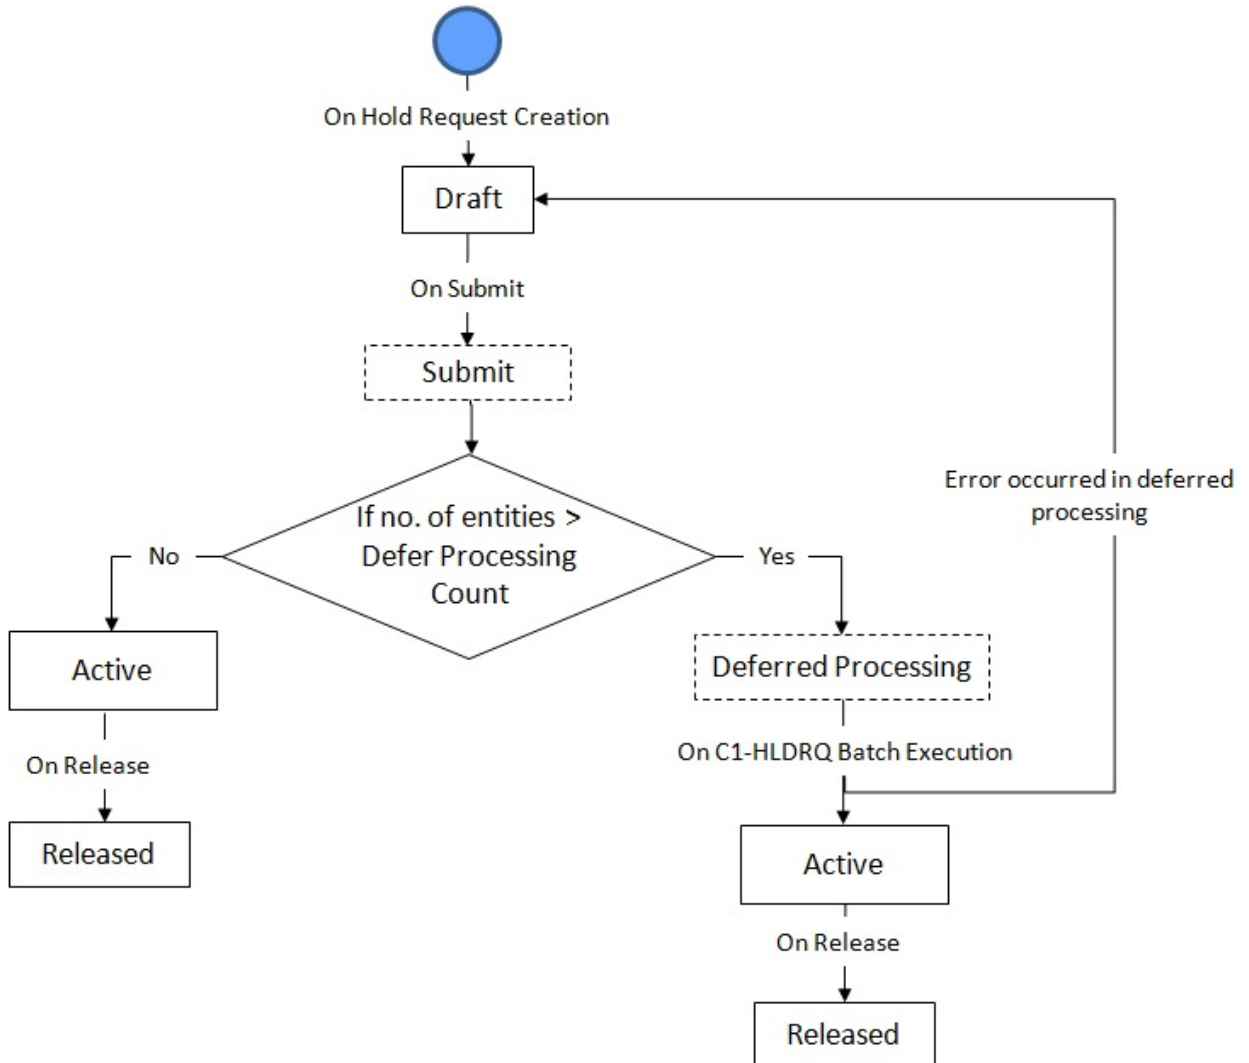 On Hold Request Creation
Draft
On Submit
Submit
If no. of entities >
Defer Processing
Count
No
Yes
Error occurred in deferred
processing
Active
On Release
Released
Deferred Processing
On C1-HLDRQ Batch Execution
Active
On Release
Released